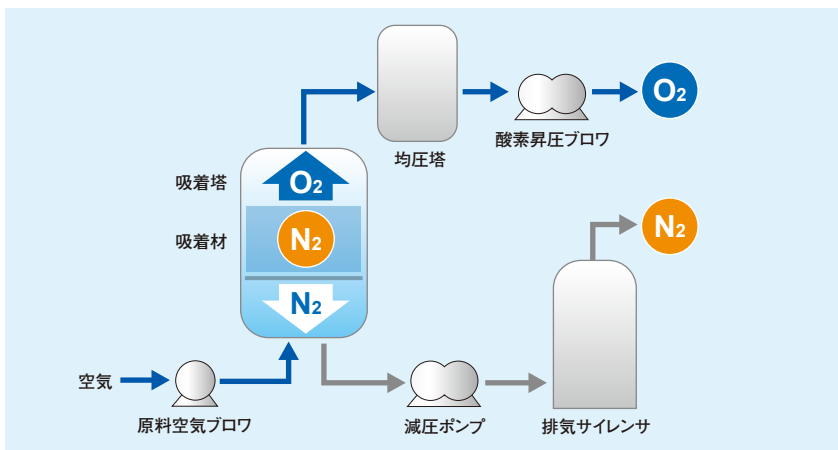 O2
酸素昇圧ブロワ
均圧塔
吸着塔
O2
吸着材
N2
N2
N2
空気
原料空気ブロワ
減圧ポンプ
排気サイレンサ